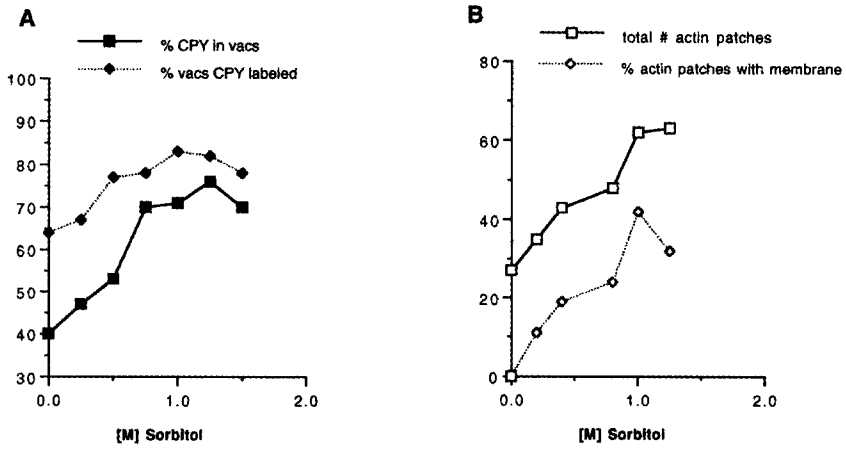 A
% CPY in vacs
% vacs CPY labeled
100
90
80
70
60
50
40
30
0.0
1.0
2.0
[M] Sorbitol
B
total # actin patches
% actin patches with membrane
80
60
40
20
0
0.0
1.0
2.0
[M] Sorbitol